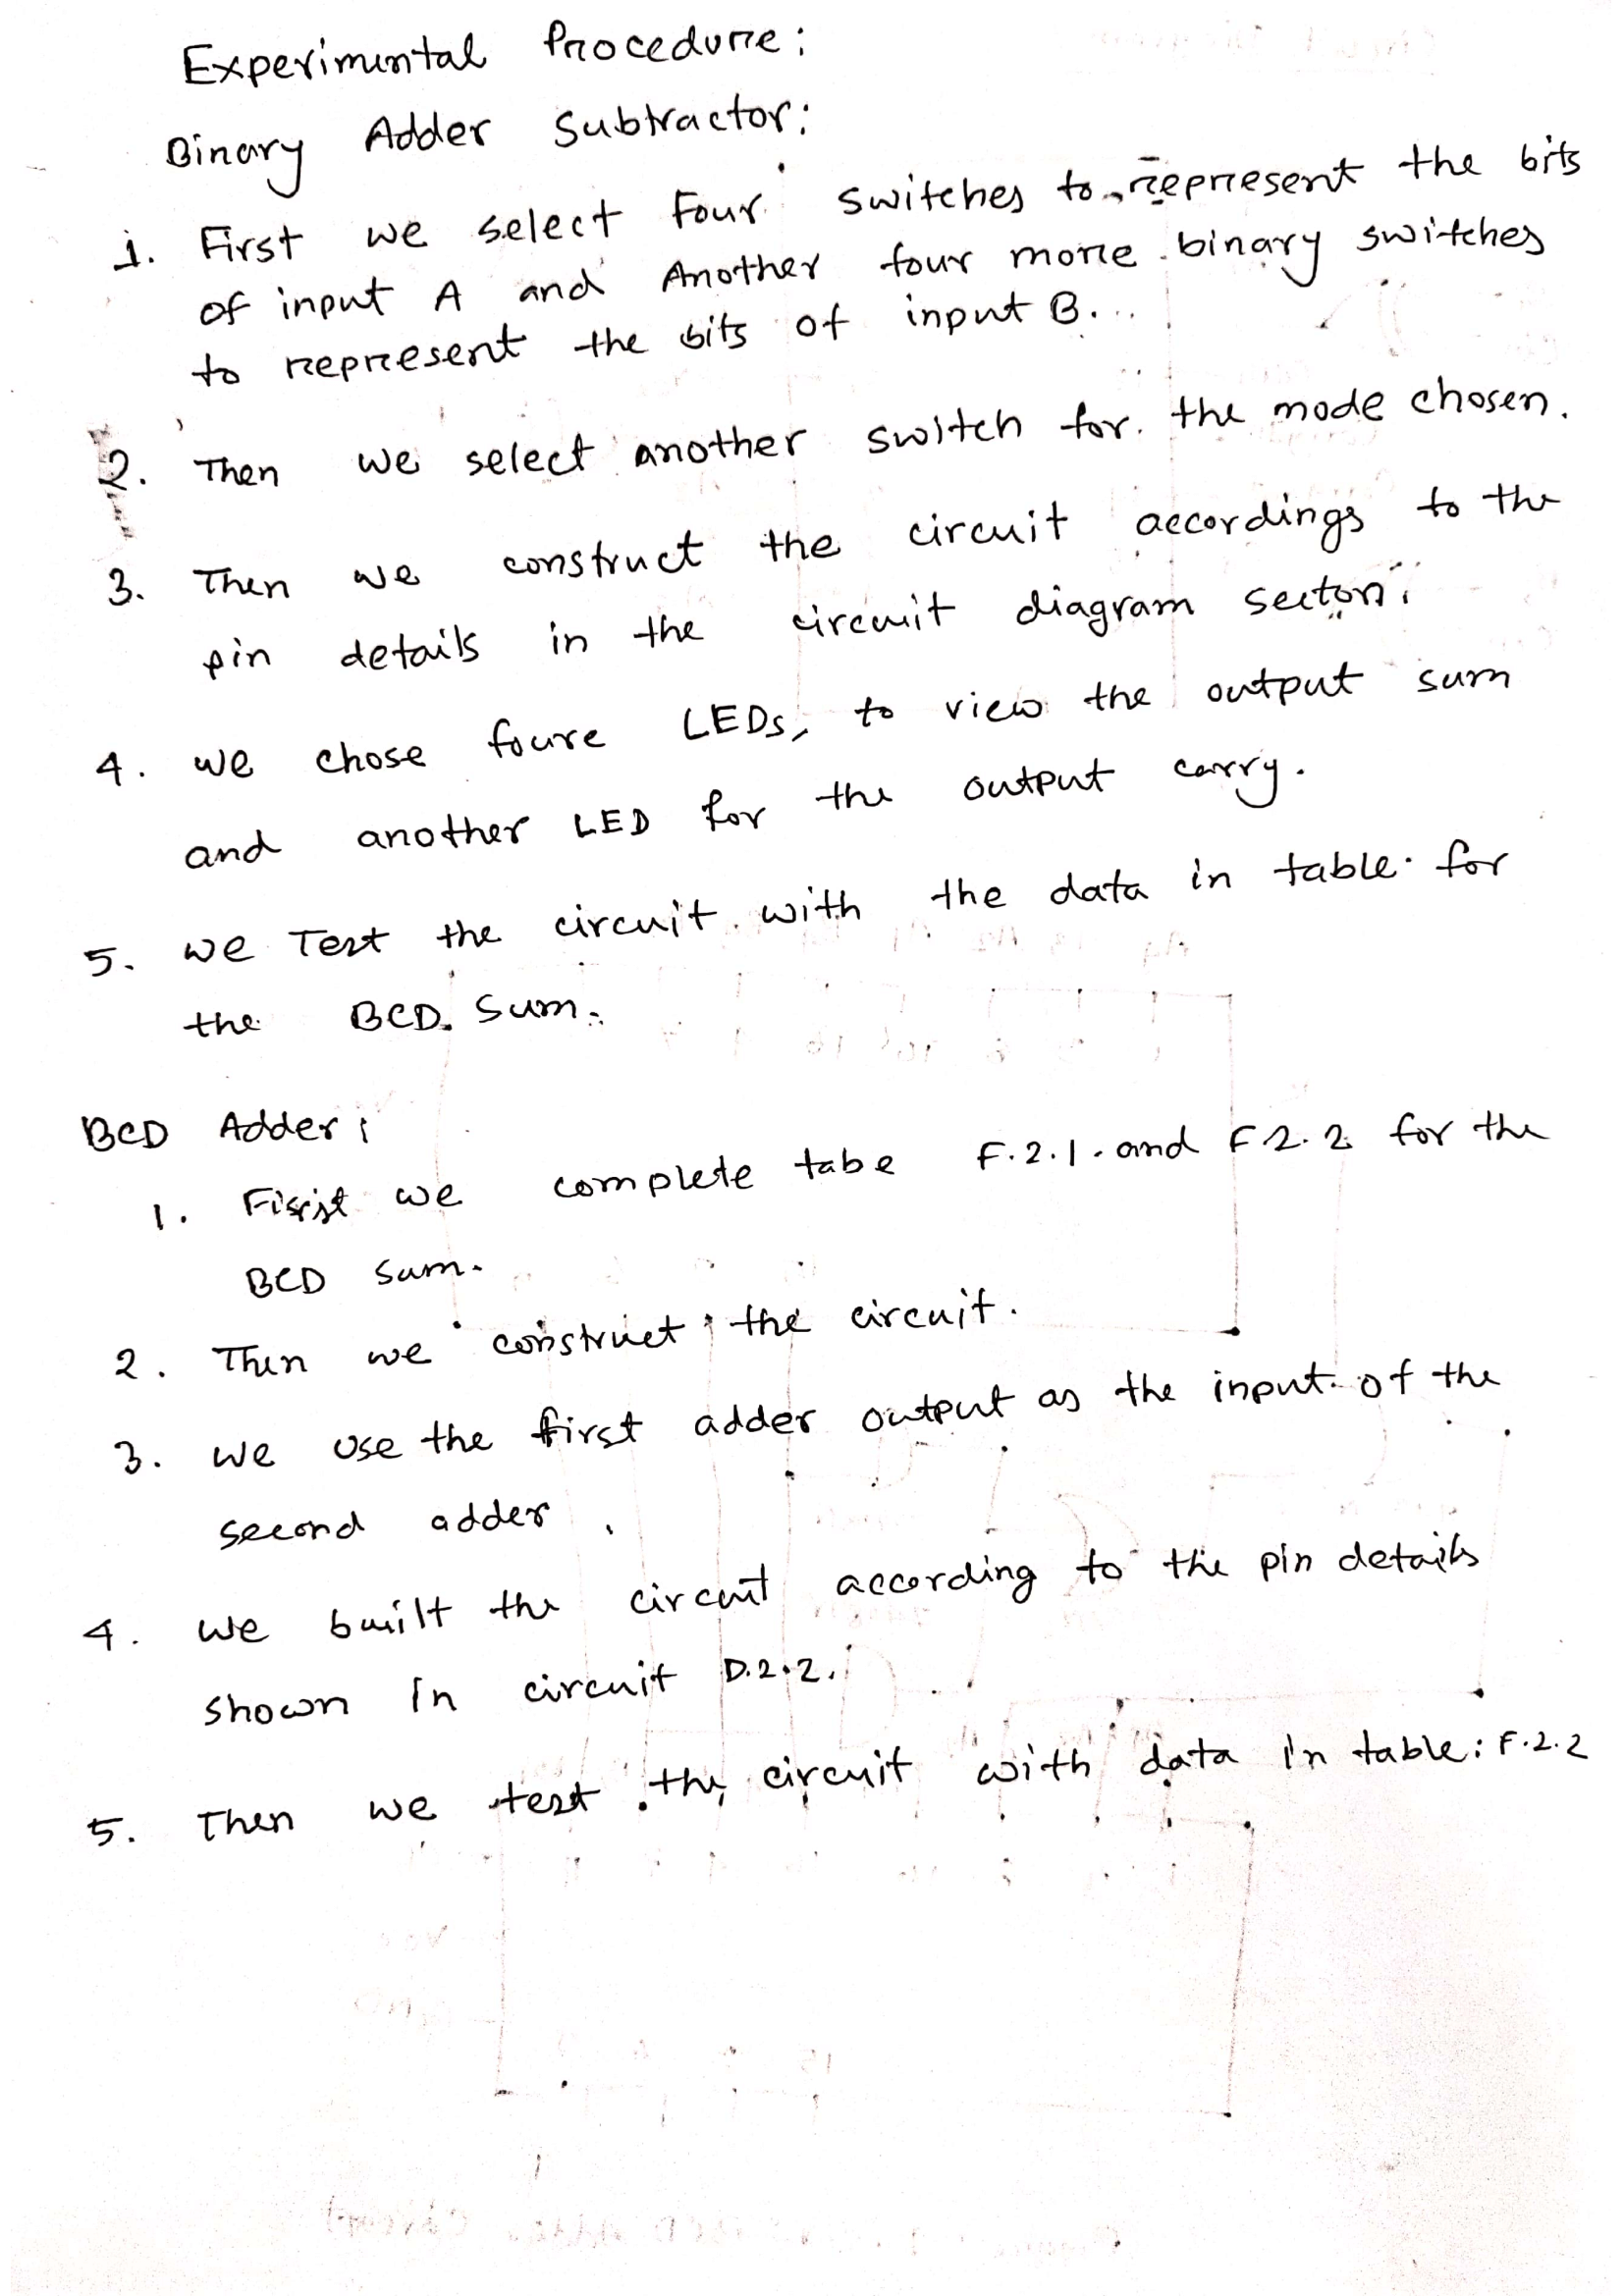 Experimental Procedure:
Binary Adder Subtractor:
1. First we select Four switches to represent the bits
of input A and Another four more binary switches
to represent the bits of input B.
2. Then we select another switch for the mode chosen.
3. Then we construct the circuit accordings to the
pin details in the circuit diagram secton.
4. we chose foure LEDs, to view the output sum
and another LED for the output carry.
5. we Test the circuit with the data in table for
the BCD sum.
BCD Adder:
1. First we complete tabe F.2.1. and F2.2 for the
BCD sum.
2. Then we construct the circuit.
3. we use the first adder output as the input of the
second adder.
4. we built the circuit according to the pin details
shown in circuit D.2.2.
5. Then we test the circuit with data in table: F.2.2